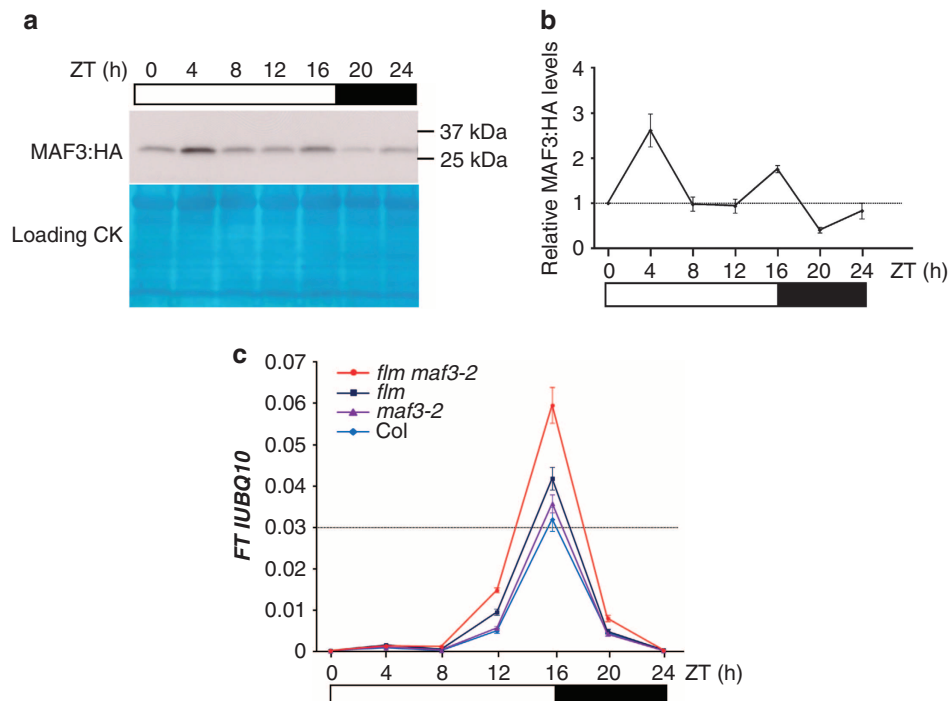 a
ZT (h) 0 4 8 12 16 20 24
MAF3:HA
37 kDa
25 kDa
Loading CK
b
Relative MAF3:HA levels
4
3
2
1
0
0 4 8 12 16 20 24 ZT (h)
c
flm maf3-2
flm
maf3-2
Col
FT IUBQ10
0.07
0.06
0.05
0.04
0.03
0.02
0.01
0
0 4 8 12 16 20 24 ZT (h)